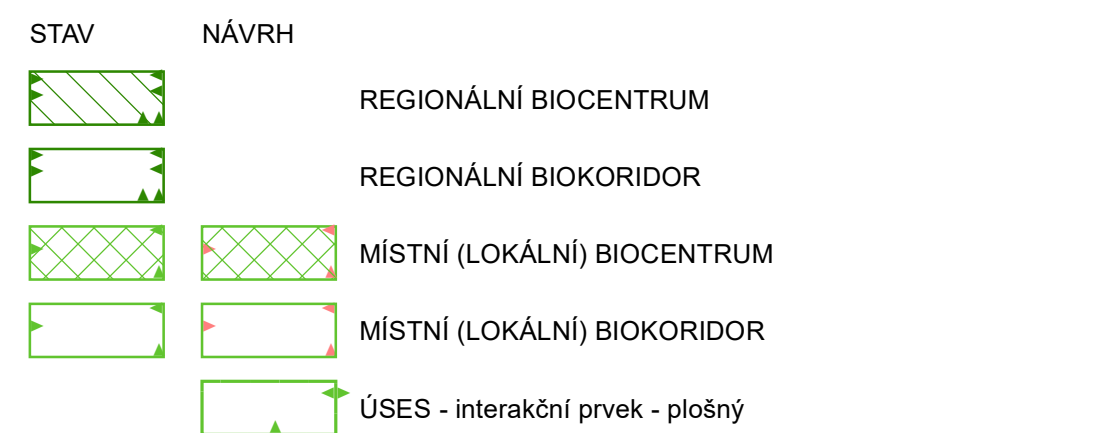 STAV NÁVRH
REGIONÁLNÍ BIOCENTRUM
REGIONÁLNÍ BIOKORIDOR
MÍSTNÍ (LOKÁLNÍ) BIOCENTRUM
MÍSTNÍ (LOKÁLNÍ) BIOKORIDOR
ÚSES - interakční prvek - plošný